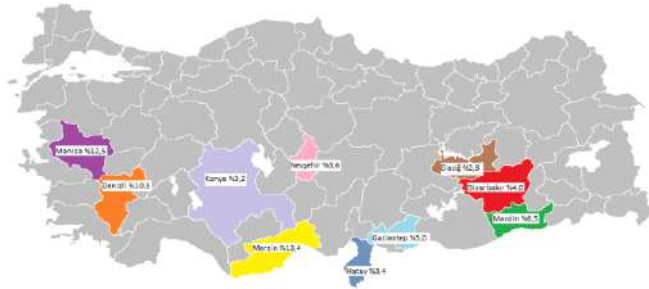 Manisa %12,5
Denizli %10,3
Konya %3,2
Nevşehir %3,6
Elazığ %2,8
Diyarbakır %4,0
Mardin %6,5
Gaziantep %5,0
Mersin %10,4
Hatay %3,4